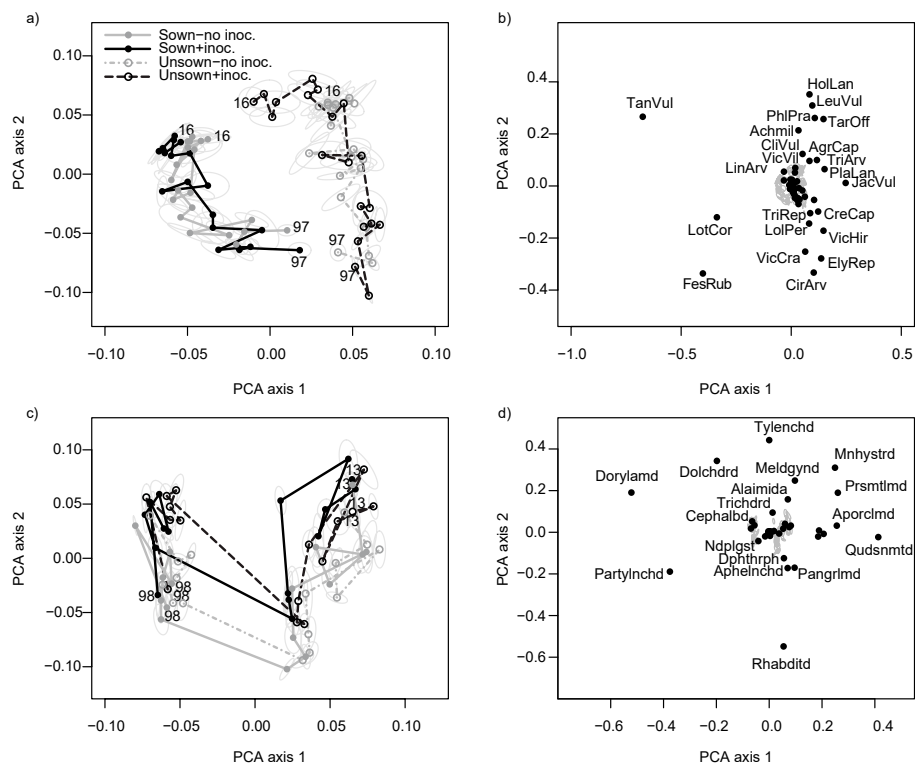 a)
Sown−no inoc.
Sown+inoc.
Unsown−no inoc.
Unsown+inoc.
0.10
0.05
0.00
−0.05
−0.10
PCA axis 2
16
16
16
97
97
97
97
−0.10
−0.05
0.00
0.05
0.10
PCA axis 1
b)
0.4
0.2
0.0
−0.2
−0.4
PCA axis 2
HolLan
LeuVul
TanVul
PhlPra
TarOff
Achmil
CliVul
AgrCap
VicVil
TriArv
LinArv
PlaLan
JacVul
TriRep
CreCap
LotCor
LolPer
VicHir
VicCra
ElyRep
FesRub
CirArv
−1.0
−0.5
0.0
0.5
PCA axis 1
c)
0.10
0.05
0.00
−0.05
−0.10
PCA axis 2
13
13
13
13
98
98
98
98
−0.10
−0.05
0.00
0.05
0.10
PCA axis 1
d)
0.4
0.2
0.0
−0.2
−0.4
−0.6
PCA axis 2
Tylenchd
Mnhystrd
Dolchdrd
Meldgynd
Dorylamd
Prsmtlmd
Alaimida
Trichdrd
Cephalbd
Aporclmd
Ndplgst
Qudsnmtd
Dphthrph
Partylnchd
Aphelnchd
Pangrlmd
Rhabditd
−0.6
−0.4
−0.2
0.0
0.2
0.4
PCA axis 1